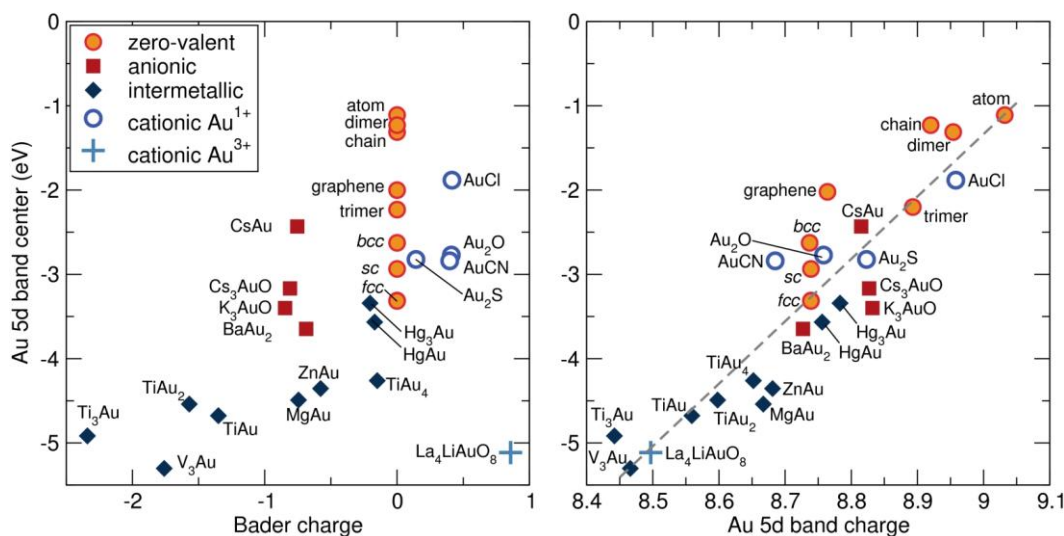 0
-1
-2
-3
-4
-5
Au 5d band center (eV)
zero-valent
anionic
intermetallic
cationic Au¹⁺
cationic Au³⁺
atom
dimer
chain
graphene
trimer
bcc
sc
fcc
CsAu
Cs₃AuO
K₃AuO
BaAu₂
AuCl
Au₂O
AuCN
Au₂S
Hg₃Au
HgAu
TiAu₄
ZnAu
MgAu
TiAu₂
TiAu
Ti₃Au
V₃Au
La₄LiAuO₈
-2
-1
0
1
Bader charge
0
-1
-2
-3
-4
-5
atom
chain
dimer
AuCl
graphene
CsAu
trimer
bcc
Au₂O
AuCN
Au₂S
sc
Cs₃AuO
fcc
K₃AuO
Hg₃Au
BaAu₂
HgAu
TiAu₄
ZnAu
TiAu
TiAu₂
MgAu
Ti₃Au
V₃Au
La₄LiAuO₈
8.4
8.5
8.6
8.7
8.8
8.9
9
9.1
Au 5d band charge